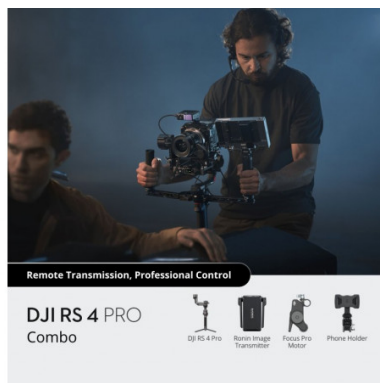 Remote Transmission, Professional Control
DJI RS 4 PRO
Combo
DJI RS 4 Pro
Ronin Image
Transmitter
Focus Pro
Motor
Phone Holder